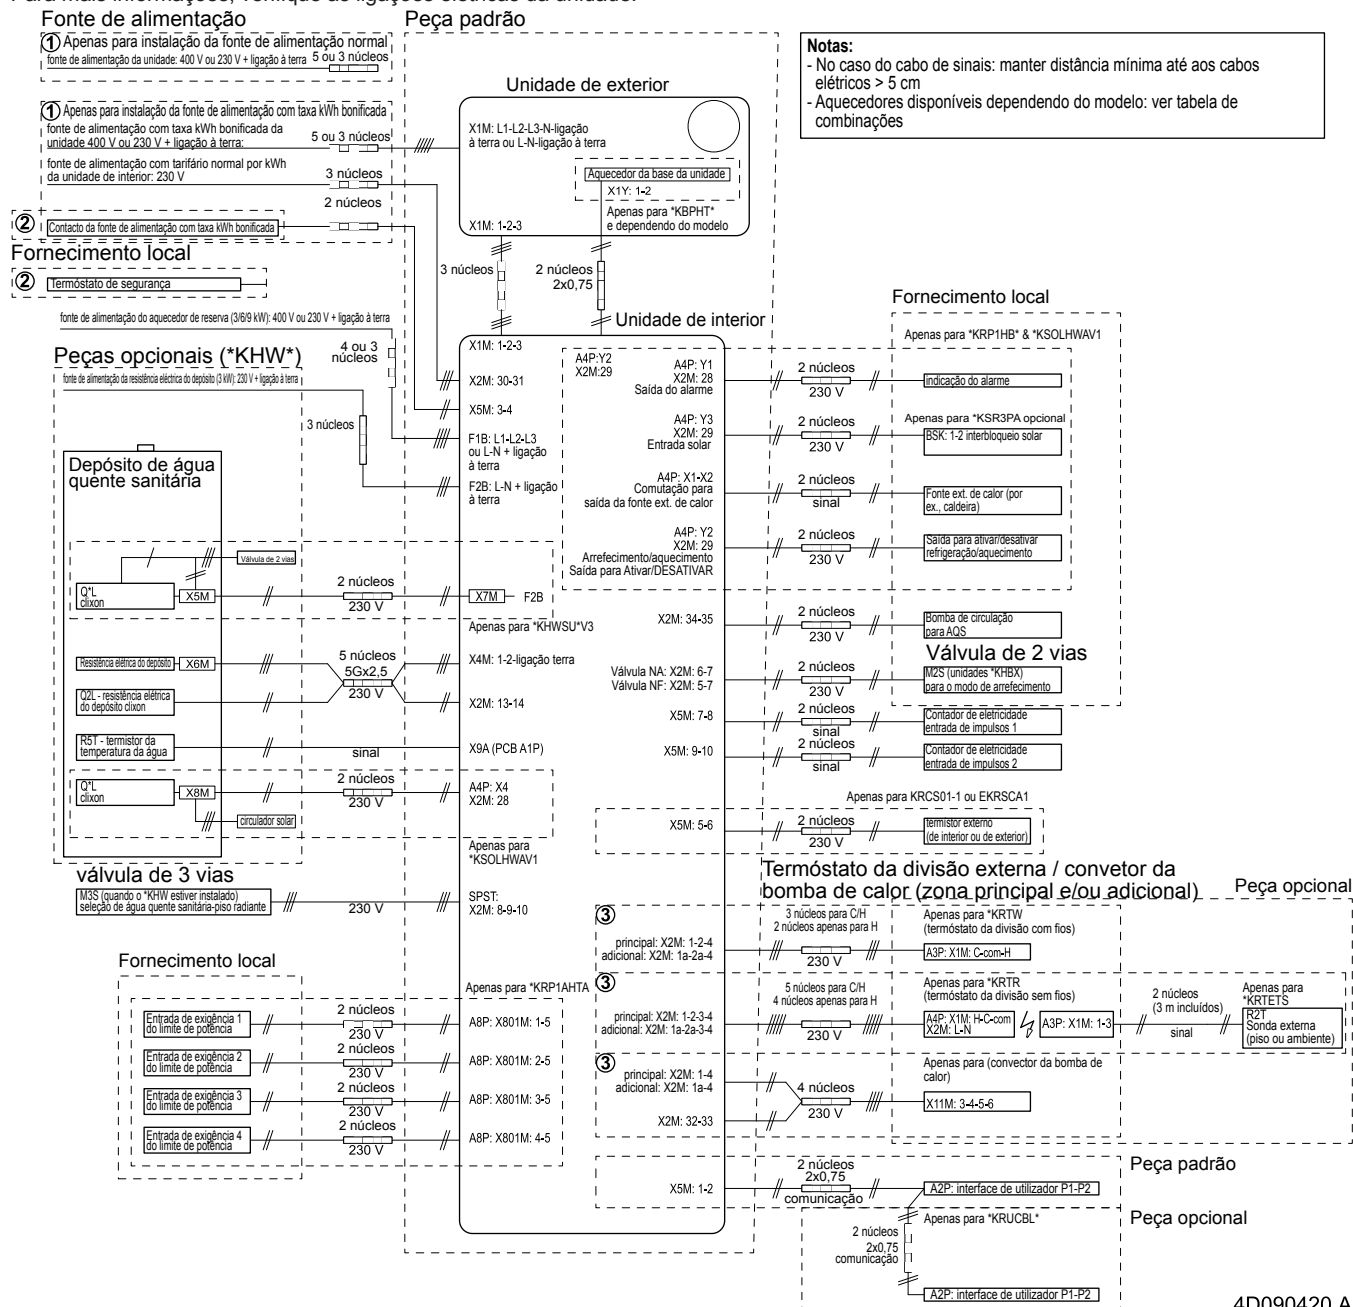 Fonte de alimentação
① Apenas para instalação da fonte de alimentação normal
fonte de alimentação da unidade: 400 V ou 230 V + ligação à terra
5 ou 3 núcleos
① Apenas para instalação da fonte de alimentação com taxa kWh bonificada
fonte de alimentação com taxa kWh bonificada da
unidade 400 V ou 230 V + ligação à terra:
5 ou 3 núcleos
fonte de alimentação com tarifário normal por kWh
da unidade de interior: 230 V
3 núcleos
2 núcleos
② Contacto da fonte de alimentação com taxa kWh bonificada
Fornecimento local
② Termóstato de segurança
fonte de alimentação do aquecedor de reserva (3/6/9 kW): 400 V ou 230 V + ligação à terra
4 ou 3
núcleos
Peças opcionais (*KHW*)
fonte de alimentação da resistência eléctrica do depósito (3 kW): 230 V + ligação à terra
3 núcleos
Depósito de água
quente sanitária
Válvula de 2 vias
Q*L
clixon
X5M
2 núcleos
230 V
Resistência elétrica do depósito
X6M
5 núcleos
5Gx2,5
230 V
Q2L - resistência elétrica
do depósito clixon
R5T - termistor da
temperatura da água
sinal
Q*L
clixon
X8M
2 núcleos
230 V
circulador solar
válvula de 3 vias
M3S (quando o *KHW estiver instalado)
seleção de água quente sanitária-piso radiante
230 V
Fornecimento local
Entrada de exigência 1
do limite de potência
2 núcleos
230 V
Entrada de exigência 2
do limite de potência
2 núcleos
230 V
Entrada de exigência 3
do limite de potência
2 núcleos
230 V
Entrada de exigência 4
do limite de potência
2 núcleos
230 V
Peça padrão
Unidade de exterior
X1M: L1-L2-L3-N-ligação
à terra ou L-N-ligação à terra
Aquecedor da base da unidade
X1Y: 1-2
Apenas para *KBPHT*
e dependendo do modelo
X1M: 1-2-3
3 núcleos
2 núcleos
2x0,75
Unidade de interior
X1M: 1-2-3
X2M: 30-31
X5M: 3-4
F1B: L1-L2-L3
ou L-N + ligação
à terra
F2B: L-N + ligação
à terra
X7M
F2B
Apenas para *KHWSU*V3
X4M: 1-2-ligação terra
X2M: 13-14
X9A (PCB A1P)
A4P: X4
X2M: 28
Apenas para
*KSOLHWAV1
SPST:
X2M: 8-9-10
Apenas para *KRP1AHTA
A8P: X801M: 1-5
A8P: X801M: 2-5
A8P: X801M: 3-5
A8P: X801M: 4-5
Notas:
- No caso do cabo de sinais: manter distância mínima até aos cabos
elétricos > 5 cm
- Aquecedores disponíveis dependendo do modelo: ver tabela de
combinações
Fornecimento local
Apenas para *KRP1HB* & *KSOLHWAV1
A4P:Y2
X2M:29
A4P: Y1
X2M: 28
Saída do alarme
2 núcleos
230 V
indicação do alarme
Apenas para *KSR3PA opcional
A4P: Y3
X2M: 29
Entrada solar
2 núcleos
230 V
BSK: 1-2 interbloqueio solar
A4P: X1-X2
Comutação para
saída da fonte ext. de calor
2 núcleos
sinal
Fonte ext. de calor (por
ex., caldeira)
A4P: Y2
X2M: 29
Arrefecimento/aquecimento
Saída para Ativar/DESATIVAR
2 núcleos
230 V
Saída para ativar/desativar
refrigeração/aquecimento
X2M: 34-35
2 núcleos
230 V
Bomba de circulação
para AQS
Válvula de 2 vias
Válvula NA: X2M: 6-7
Válvula NF: X2M: 5-7
2 núcleos
230 V
M2S (unidades *KHBX)
para o modo de arrefecimento
X5M: 7-8
2 núcleos
sinal
Contador de eletricidade
entrada de impulsos 1
X5M: 9-10
2 núcleos
sinal
Contador de eletricidade
entrada de impulsos 2
Apenas para KRCS01-1 ou EKRSCA1
X5M: 5-6
2 núcleos
230 V
termistor externo
(de interior ou de exterior)
Termóstato da divisão externa / convetor da
bomba de calor (zona principal e/ou adicional)
Peça opcional
③
principal: X2M: 1-2-4
adicional: X2M: 1a-2a-4
3 núcleos para C/H
2 núcleos apenas para H
230 V
Apenas para *KRTW
(termóstato da divisão com fios)
A3P: X1M: C-com-H
③
principal: X2M: 1-2-3-4
adicional: X2M: 1a-2a-3-4
5 núcleos para C/H
4 núcleos apenas para H
230 V
Apenas para *KRTR
(termóstato da divisão sem fios)
A4P: X1M: H-C-com
X2M: L-N
A3P: X1M: 1-3
2 núcleos
(3 m incluídos)
sinal
Apenas para
*KRTETS
R2T
Sonda externa
(piso ou ambiente)
③
principal: X2M: 1-4
adicional: X2M: 1a-4
X2M: 32-33
4 núcleos
230 V
Apenas para (convector da bomba de
calor)
X11M: 3-4-5-6
X5M: 1-2
2 núcleos
2x0,75
comunicação
A2P: interface de utilizador P1-P2
Peça padrão
Apenas para *KRUCBL*
Peça opcional
2 núcleos
2x0,75
comunicação
A2P: interface de utilizador P1-P2